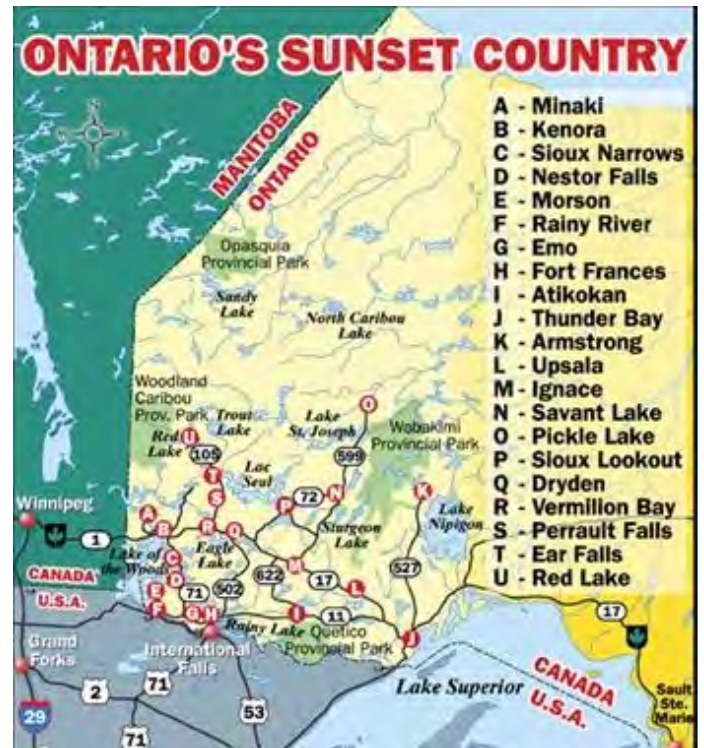 ONTARIO'S SUNSET COUNTRY
MANITOBA
ONTARIO
N
S
A - Minaki
B - Kenora
C - Sioux Narrows
D - Nestor Falls
E - Morson
F - Rainy River
G - Emo
H - Fort Frances
I - Atikokan
J - Thunder Bay
K - Armstrong
L - Upsala
M - Ignace
N - Savant Lake
O - Pickle Lake
P - Sioux Lookout
Q - Dryden
R - Vermilion Bay
S - Perrault Falls
T - Ear Falls
U - Red Lake
Opasquia
Provincial Park
Sandy
Lake
North Caribou
Lake
Woodland
Caribou
Prov. Park
Trout
Lake
Lake
St. Joseph
O
Wabakimi
Provincial Park
Red
Lake
U
105
599
T
Lac
Seul
S
P
72
N
K
Winnipeg
A
B
R
Q
Sturgeon
Lake
Lake
Nipigon
1
Lake of
the Woods
C
D
Eagle
Lake
M
622
17
L
527
CANADA
U.S.A.
E
F
71
502
G
H
I
11
17
Rainy Lake
Quetico
Provincial Park
J
Grand
Forks
International
Falls
2
71
53
29
71
Lake Superior
CANADA
U.S.A.
Sault
Ste.
Marie